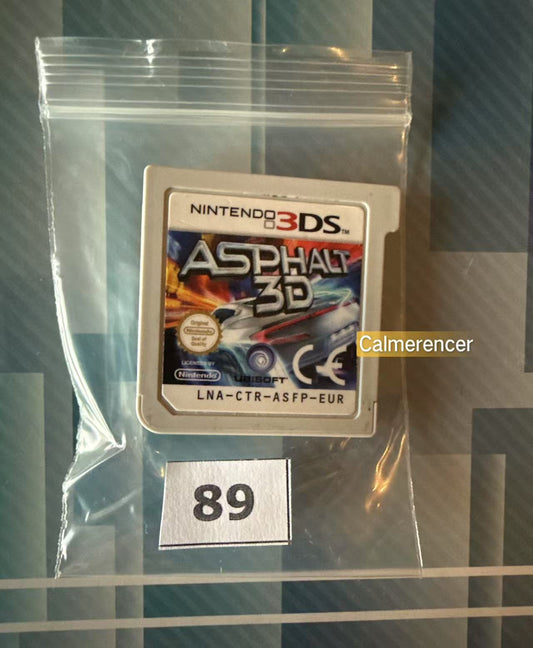 NINTENDO 3DS™
ASPHALT
3D
Calmerencer
Original
Nintendo
Seal of
Quality
LICENSED BY
Nintendo
UBISOFT
CE
LNA-CTR-ASFP-EUR
89